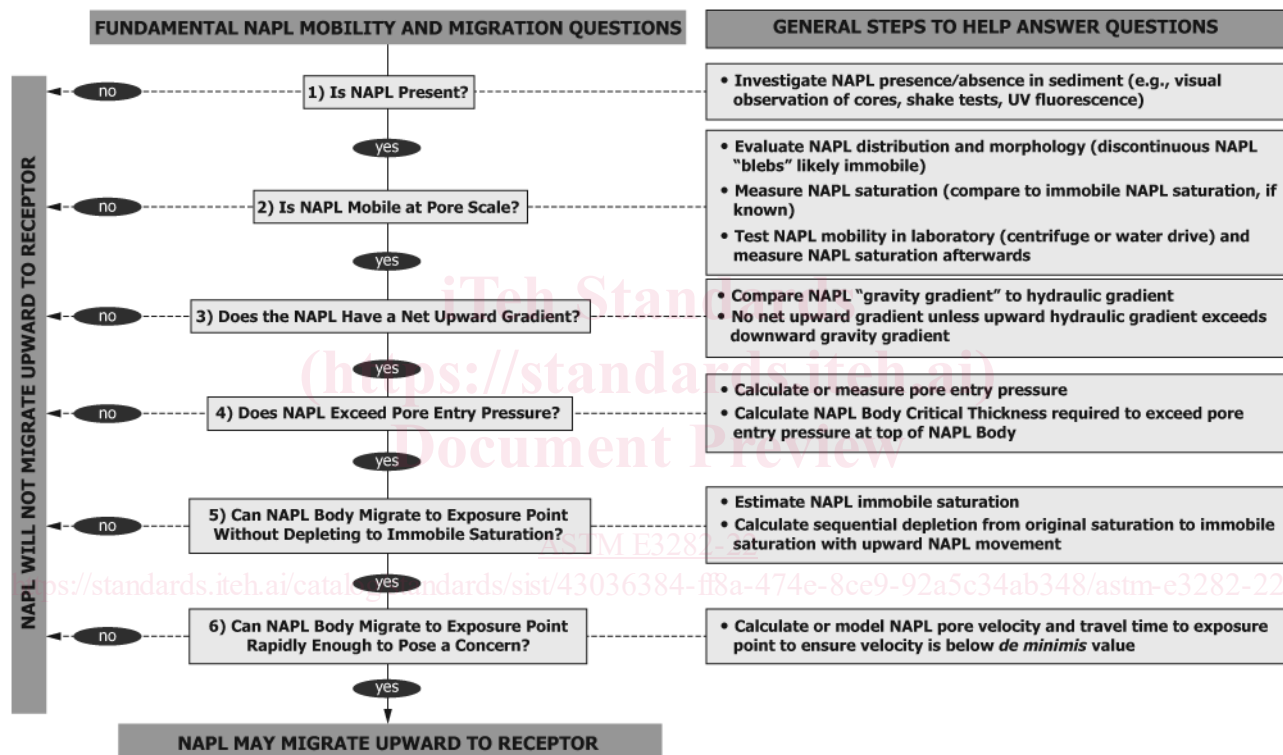 FUNDAMENTAL NAPL MOBILITY AND MIGRATION QUESTIONS
GENERAL STEPS TO HELP ANSWER QUESTIONS
NAPL WILL NOT MIGRATE UPWARD TO RECEPTOR
no
1) Is NAPL Present?
• Investigate NAPL presence/absence in sediment (e.g., visual
observation of cores, shake tests, UV fluorescence)
yes
no
2) Is NAPL Mobile at Pore Scale?
• Evaluate NAPL distribution and morphology (discontinuous NAPL
“blebs” likely immobile)
• Measure NAPL saturation (compare to immobile NAPL saturation, if
known)
• Test NAPL mobility in laboratory (centrifuge or water drive) and
measure NAPL saturation afterwards
yes
no
3) Does the NAPL Have a Net Upward Gradient?
• Compare NAPL “gravity gradient” to hydraulic gradient
• No net upward gradient unless upward hydraulic gradient exceeds
downward gravity gradient
yes
no
4) Does NAPL Exceed Pore Entry Pressure?
• Calculate or measure pore entry pressure
• Calculate NAPL Body Critical Thickness required to exceed pore
entry pressure at top of NAPL Body
yes
no
5) Can NAPL Body Migrate to Exposure Point
Without Depleting to Immobile Saturation?
• Estimate NAPL immobile saturation
• Calculate sequential depletion from original saturation to immobile
saturation with upward NAPL movement
yes
no
6) Can NAPL Body Migrate to Exposure Point
Rapidly Enough to Pose a Concern?
• Calculate or model NAPL pore velocity and travel time to exposure
point to ensure velocity is below de minimis value
yes
NAPL MAY MIGRATE UPWARD TO RECEPTOR
iTeh Standards
(https://standards.iteh.ai)
Document Preview
ASTM E3282-22
https://standards.iteh.ai/catalog/standards/sist/43036384-ff8a-474e-8ce9-92a5c34ab348/astm-e3282-22